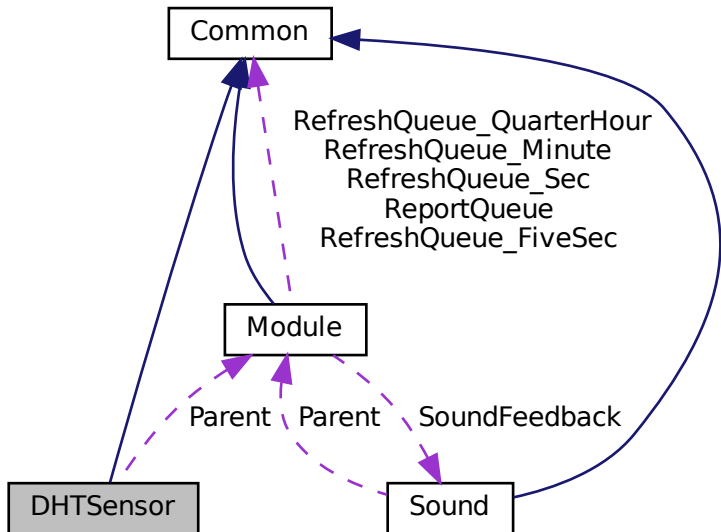 Common
RefreshQueue_QuarterHour
RefreshQueue_Minute
RefreshQueue_Sec
ReportQueue
RefreshQueue_FiveSec
Module
Parent
Parent
SoundFeedback
DHTSensor
Sound